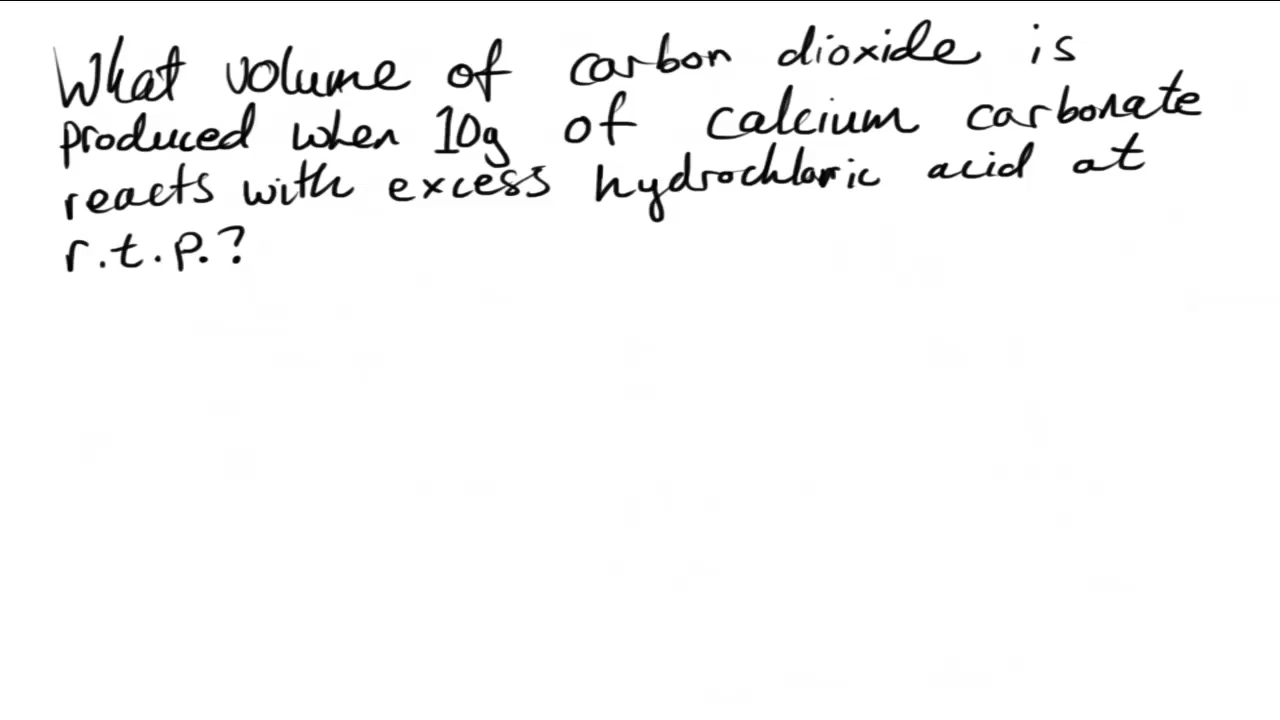 What volume of carbon dioxide is
produced when 10g of calcium carbonate
reacts with excess hydrochloric acid at
r.t.p.?